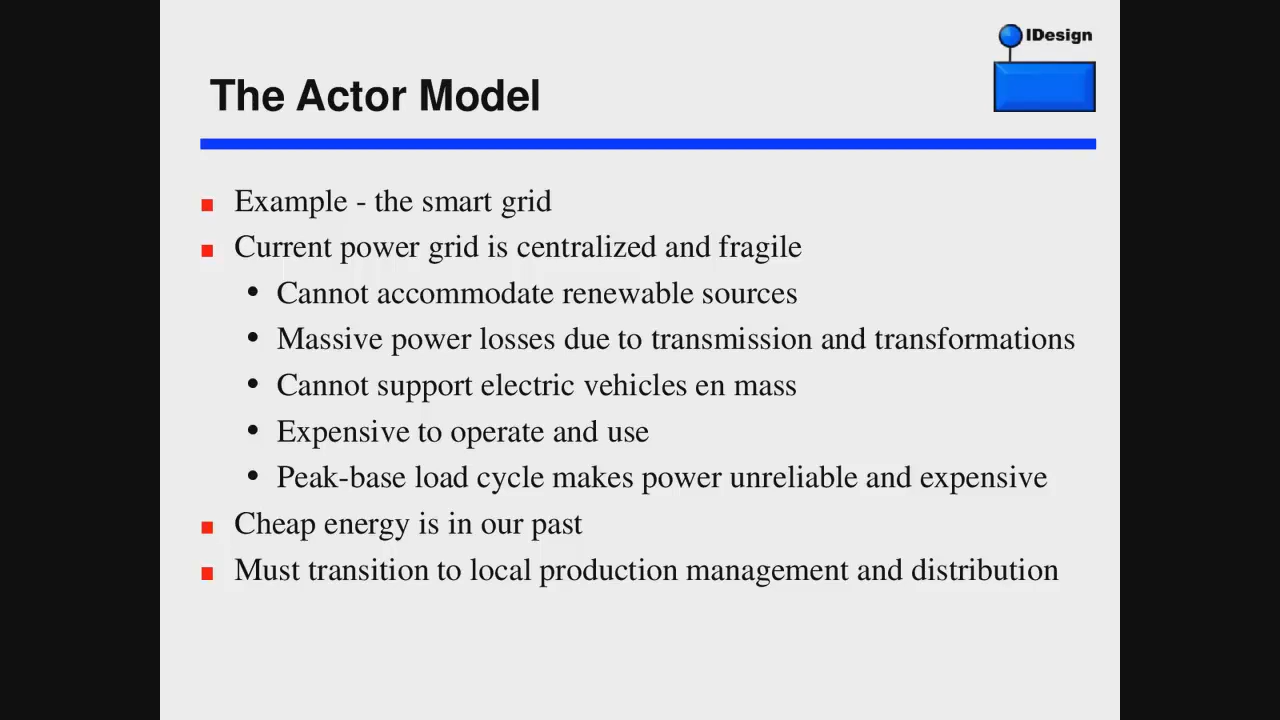 IDesign
The Actor Model
Example - the smart grid
Current power grid is centralized and fragile
Cannot accommodate renewable sources
Massive power losses due to transmission and transformations
Cannot support electric vehicles en mass
Expensive to operate and use
Peak-base load cycle makes power unreliable and expensive
Cheap energy is in our past
Must transition to local production management and distribution